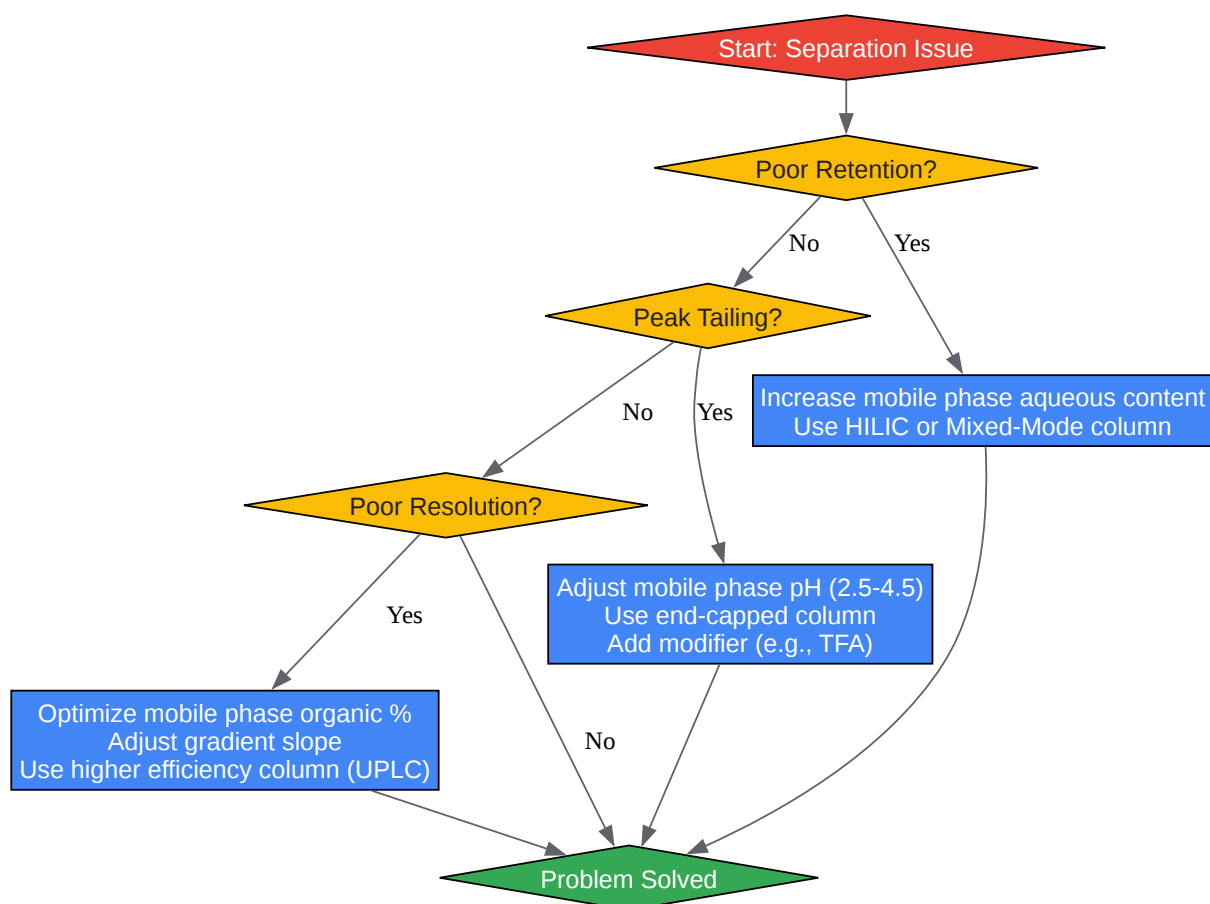 Start: Separation Issue
Poor Retention?
No
Yes
Peak Tailing?
Increase mobile phase aqueous content
Use HILIC or Mixed-Mode column
No
Yes
Poor Resolution?
Adjust mobile phase pH (2.5-4.5)
Use end-capped column
Add modifier (e.g., TFA)
Yes
No
Optimize mobile phase organic %
Adjust gradient slope
Use higher efficiency column (UPLC)
Problem Solved